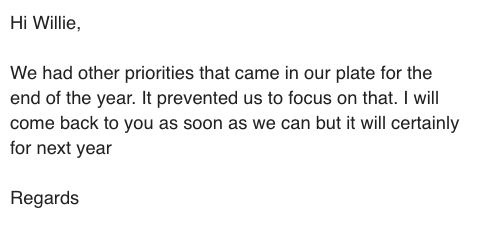 Hi Willie,
We had other priorities that came in our plate for the
end of the year. It prevented us to focus on that. I will
come back to you as soon as we can but it will certainly
for next year
Regards